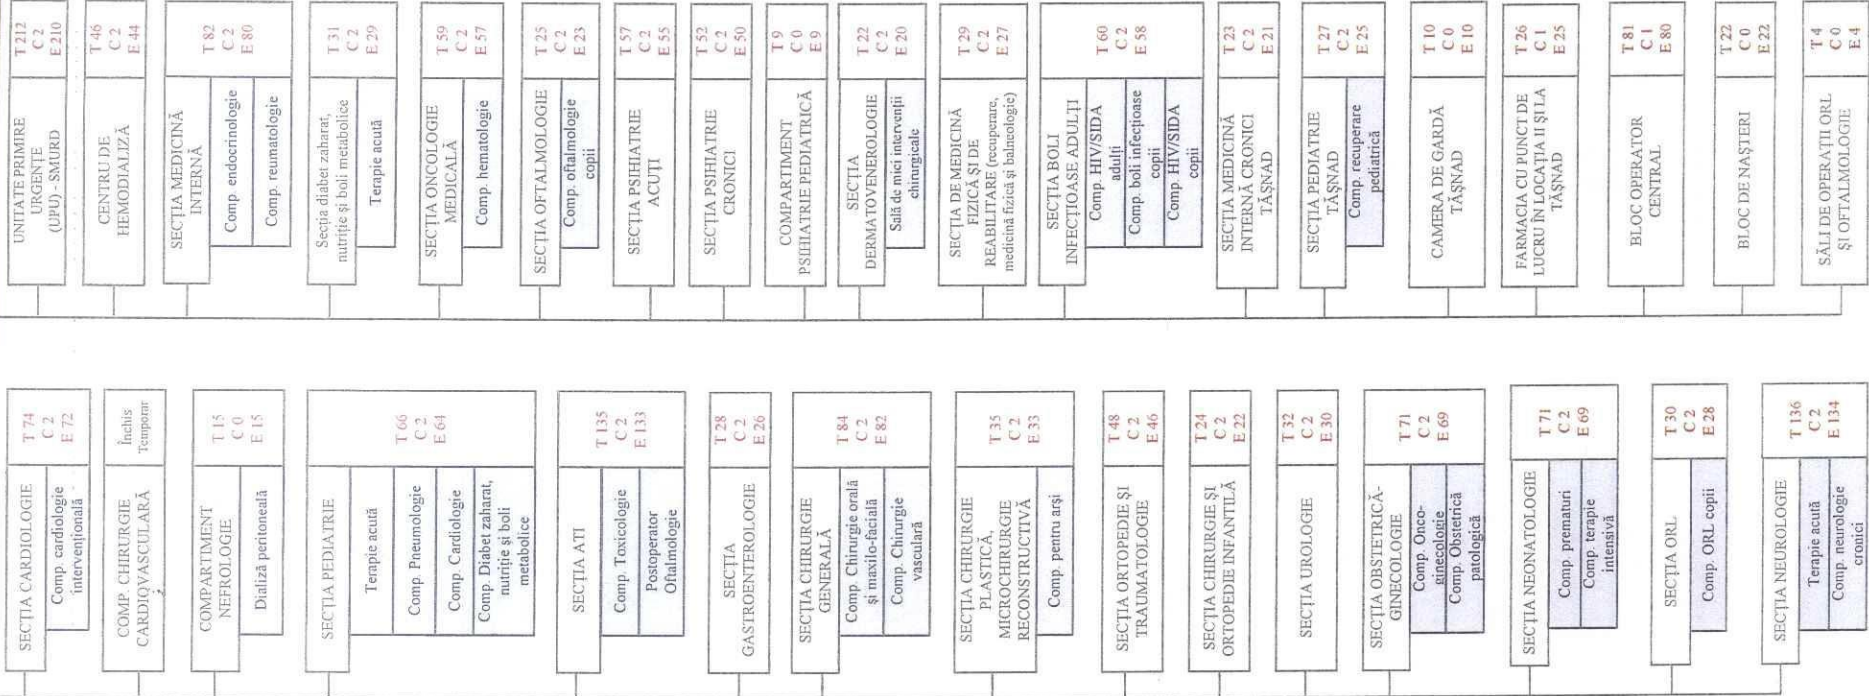 UNITATE PRIMIRE
URGENȚE
(UPU) - SMURD
T 212
C 2
E 210
CENTRU DE
HEMODIALIZĂ
T 46
C 2
E 44
SECȚIA MEDICINĂ
INTERNĂ
Comp. endocrinologie
Comp. reumatologie
T 82
C 2
E 80
Secția diabet zaharat,
nutriție și boli metabolice
Terapie acută
T 31
C 2
E 29
SECȚIA ONCOLOGIE
MEDICALĂ
Comp. hematologie
T 59
C 2
E 57
SECȚIA OFTALMOLOGIE
Comp. oftalmologie
copii
T 25
C 2
E 23
SECȚIA PSIHIATRIE
ACUȚI
T 57
C 2
E 55
SECȚIA PSIHIATRIE
CRONICI
T 52
C 2
E 50
COMPARTIMENT
PSIHIATRIE PEDIATRICĂ
T 9
C 0
E 9
SECȚIA
DERMATOVENEROLOGIE
Sală de mici intervenții
chirurgicale
T 22
C 2
E 20
SECȚIA DE MEDICINĂ
FIZICĂ ȘI DE
REABILITARE (recuperare,
medicină fizică și balneologie)
T 29
C 2
E 27
SECȚIA BOLI
INFECȚIOASE ADULȚI
Comp. HIV/SIDA
adulți
Comp. boli infecțioase
copii
Comp. HIV/SIDA
copii
T 60
C 2
E 58
SECȚIA MEDICINĂ
INTERNĂ CRONICI
TĂȘNAD
T 23
C 2
E 21
SECȚIA PEDIATRIE
TĂȘNAD
Comp. recuperare
pediatrică
T 27
C 2
E 25
CAMERA DE GARDĂ
TĂȘNAD
T 10
C 0
E 10
FARMACIA CU PUNCT DE
LUCRU ÎN LOCAȚIA II ȘI LA
TĂȘNAD
T 26
C 1
E 25
BLOC OPERATOR
CENTRAL
T 81
C 1
E 80
BLOC DE NAȘTERI
T 22
C 0
E 22
SĂLI DE OPERAȚII ORL
ȘI OFTALMOLOGIE
T 4
C 0
E 4
SECȚIA CARDIOLOGIE
Comp. cardiologie
intervențională
T 74
C 2
E 72
COMP. CHIRURGIE
CARDIOVASCULARĂ
Închis
Temporar
COMPARTIMENT
NEFROLOGIE
Dializă peritoneală
T 15
C 0
E 15
SECȚIA PEDIATRIE
Terapie acută
Comp. Pneumologie
Comp. Cardiologie
Comp. Diabet zaharat,
nutriție și boli
metabolice
T 66
C 2
E 64
SECȚIA ATI
Comp. Toxicologie
Postoperator
Oftalmologie
T 135
C 2
E 133
SECȚIA
GASTROENTEROLOGIE
T 28
C 2
E 26
SECȚIA CHIRURGIE
GENERALĂ
Comp. Chirurgie orală
și maxilo-facială
Comp. Chirurgie
vasculară
T 84
C 2
E 82
SECȚIA CHIRURGIE
PLASTICĂ,
MICROCHIRURGIE
RECONSTRUCTIVĂ
Comp. pentru arși
T 35
C 2
E 33
SECȚIA ORTOPEDIE ȘI
TRAUMATOLOGIE
T 48
C 2
E 46
SECȚIA CHIRURGIE ȘI
ORTOPEDIE INFANTILĂ
T 24
C 2
E 22
SECȚIA UROLOGIE
T 32
C 2
E 30
SECȚIA OBSTETRICĂ-
GINECOLOGIE
Comp. Onco-
ginecologie
Comp. Obstetrică
patologică
T 71
C 2
E 69
SECȚIA NEONATOLOGIE
Comp prematuri
Comp. terapie
intensivă
T 71
C 2
E 69
SECȚIA ORL
Comp. ORL copii
T 30
C 2
E 28
SECȚIA NEUROLOGIE
Terapie acută
Comp. neurologie
cronici
T 136
C 2
E 134